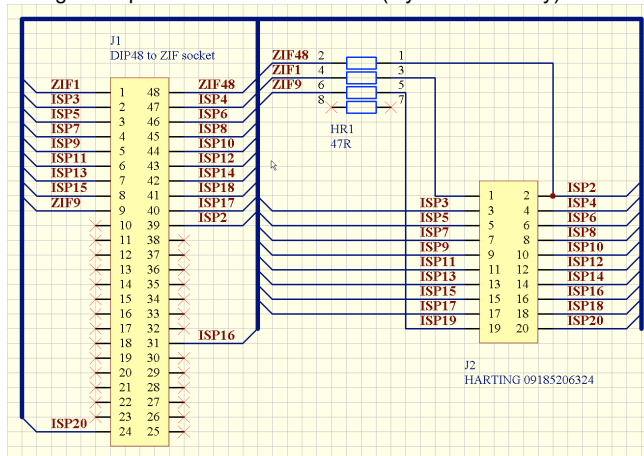 J1
DIP48 to ZIF socket
ZIF1 1 48 ZIF48
ISP3 2 47 ISP4
ISP5 3 46 ISP6
ISP7 4 45 ISP8
ISP9 5 44 ISP10
ISP11 6 43 ISP12
ISP13 7 42 ISP14
ISP15 8 41 ISP18
ZIF9 9 40 ISP17
10 39 ISP2
11 38
12 37
13 36
14 35
15 34
16 33
17 32
18 31 ISP16
19 30
20 29
21 28
22 27
23 26
ISP20 24 25
ZIF48 2 1
ZIF1 4 3
ZIF9 6 5
8 7
HR1
47R
1 2 ISP2
ISP3 3 4 ISP4
ISP5 5 6 ISP6
ISP7 7 8 ISP8
ISP9 9 10 ISP10
ISP11 11 12 ISP12
ISP13 13 14 ISP14
ISP15 15 16 ISP16
ISP17 17 18 ISP18
ISP19 19 20 ISP20
J2
HARTING 09185206324